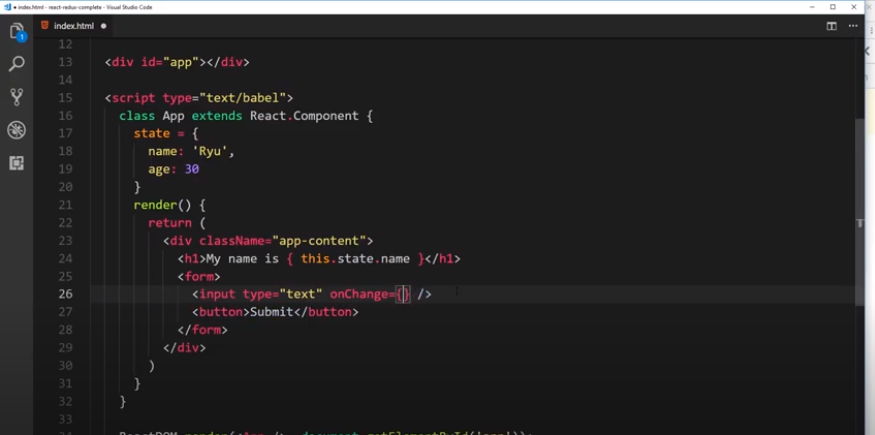 index.html - react-redux-complete - Visual Studio Code
index.html
1
12
13 <div id="app"></div>
14
15 <script type="text/babel">
16 class App extends React.Component {
17 state = {
18 name: 'Ryu',
19 age: 30
20 }
21 render() {
22 return (
23 <div className="app-content">
24 <h1>My name is { this.state.name }</h1>
25 <form>
26 <input type="text" onChange={} />
27 <button>Submit</button>
28 </form>
29 </div>
30 )
31 }
32 }
33